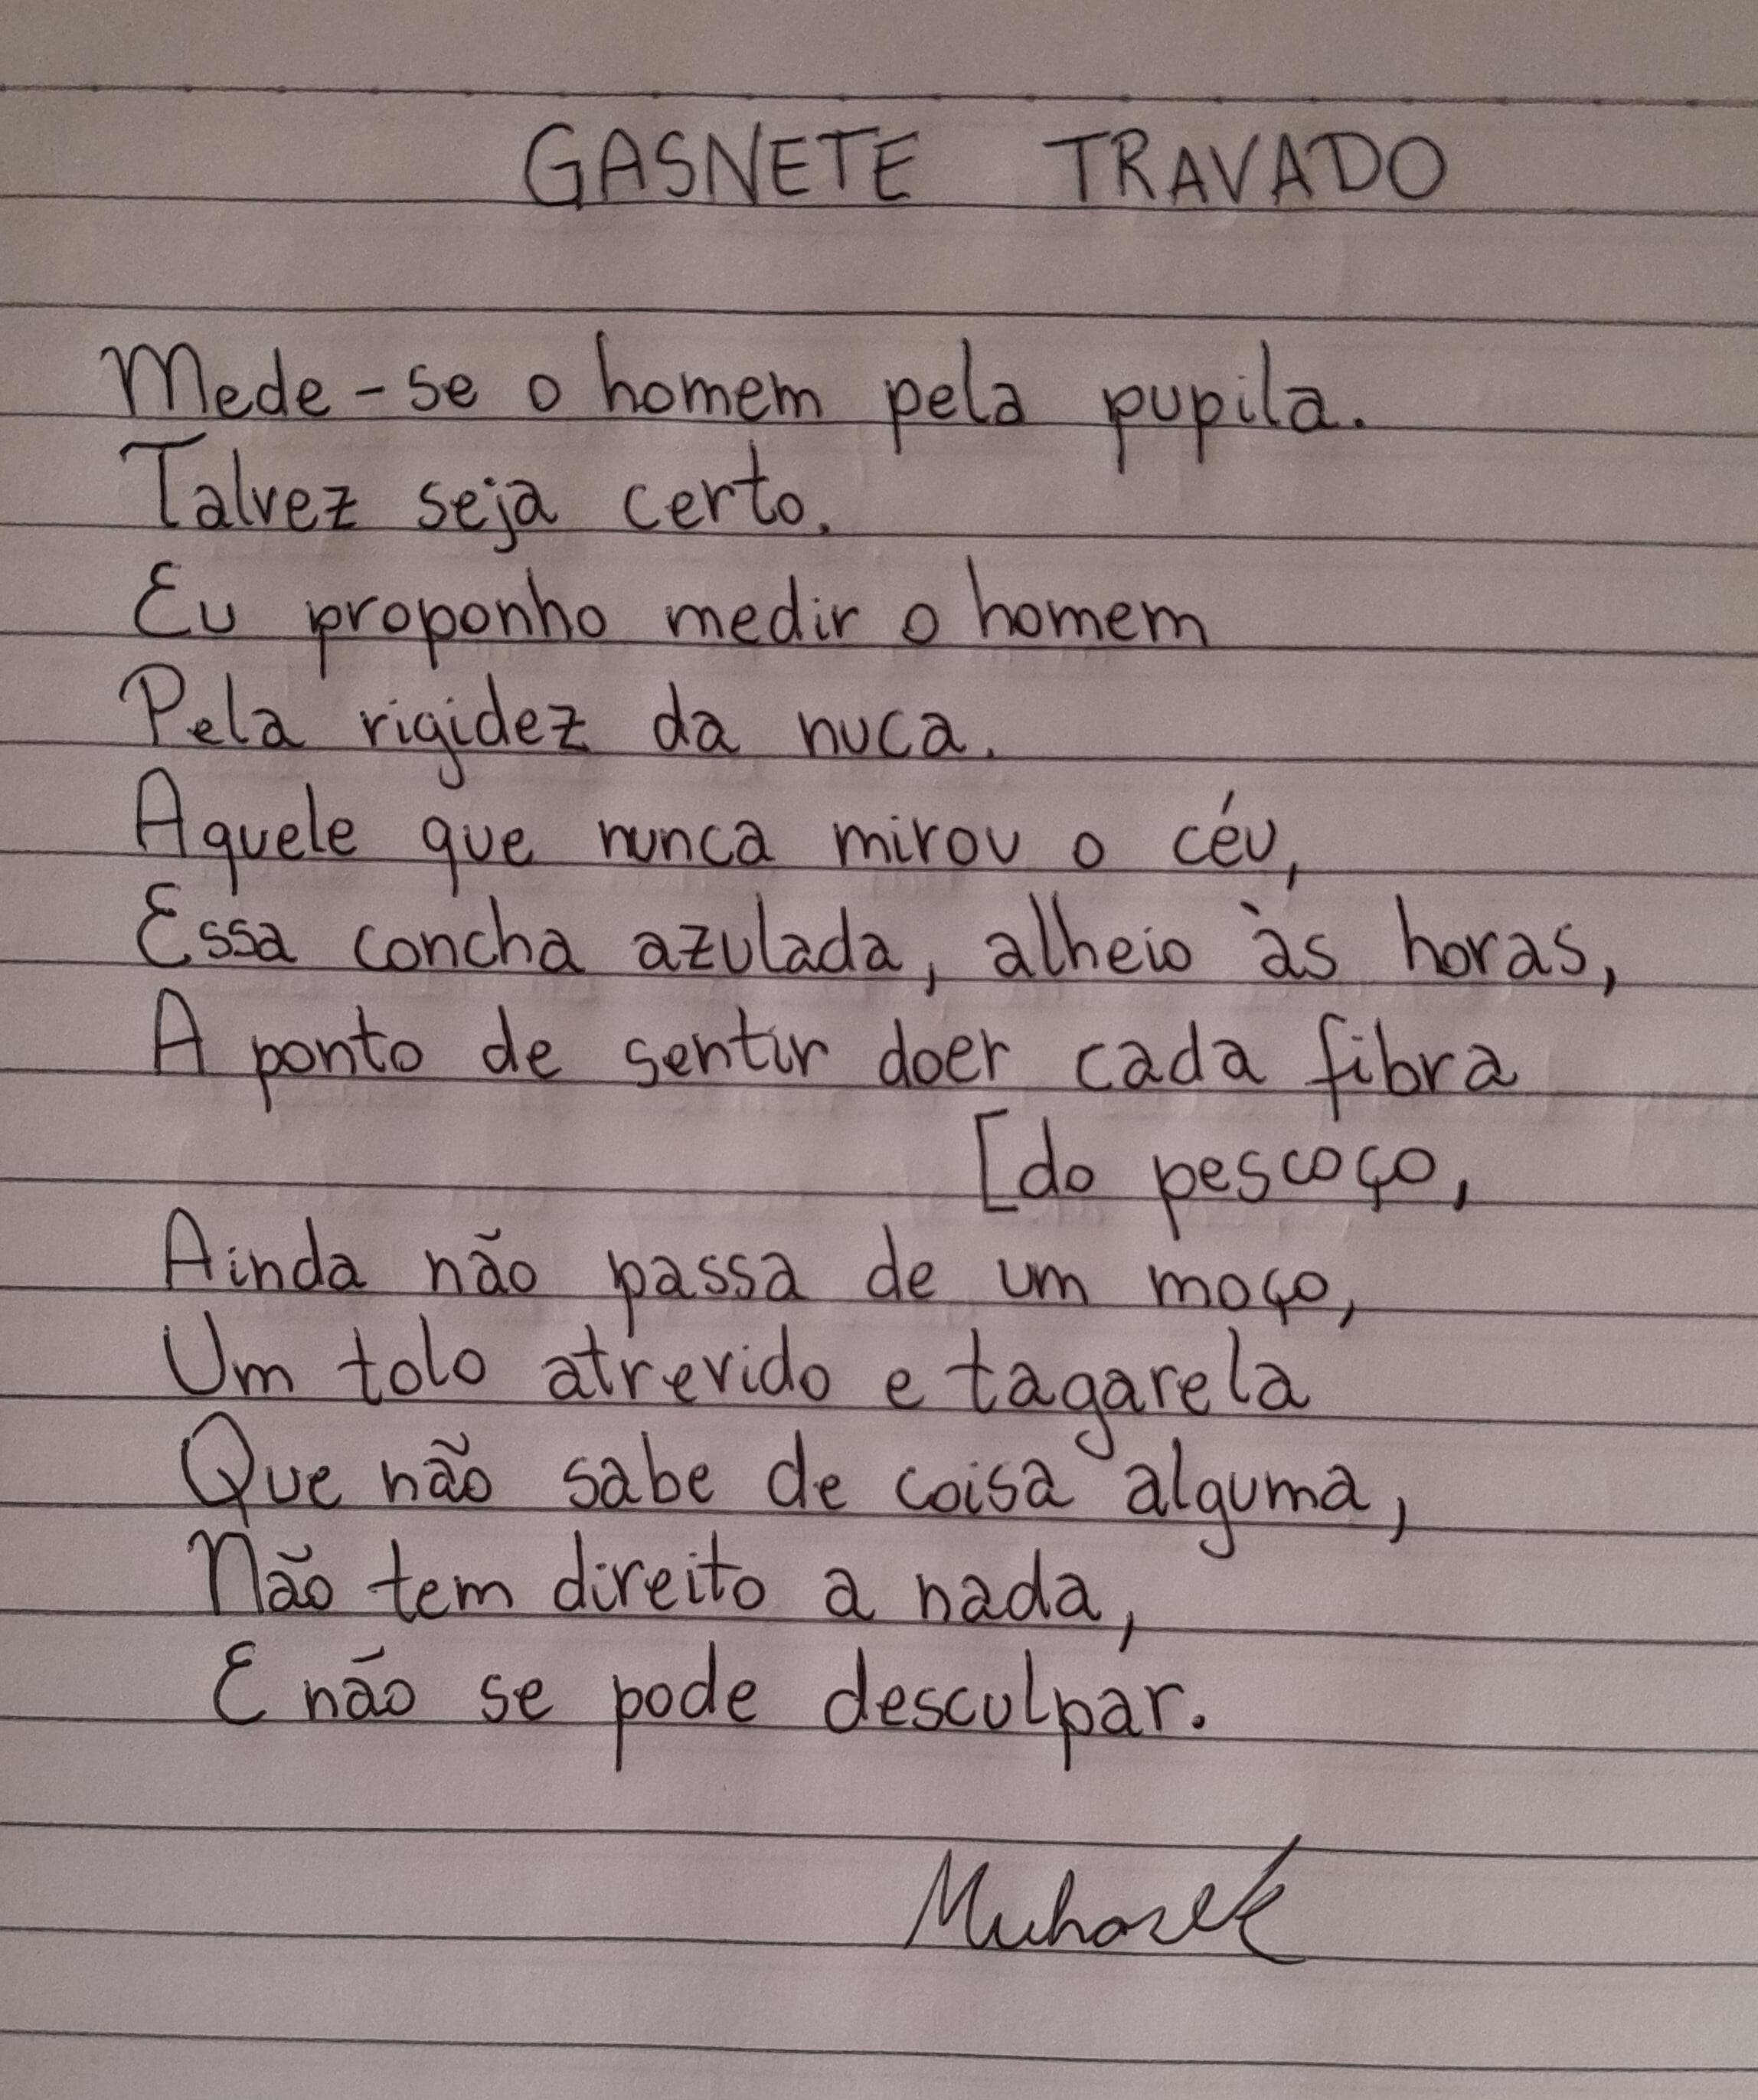 GASNETE TRAVADO
Mede-se o homem pela pupila.
Talvez seja certo.
Eu proponho medir o homem
Pela rigidez da nuca.
Aquele que nunca mirou o céu,
Essa concha azulada, alheio às horas,
A ponto de sentir doer cada fibra
[do pescoço,
Ainda não passa de um moço,
Um tolo atrevido e tagarela
Que não sabe de coisa alguma,
Não tem direito a nada,
E não se pode desculpar.